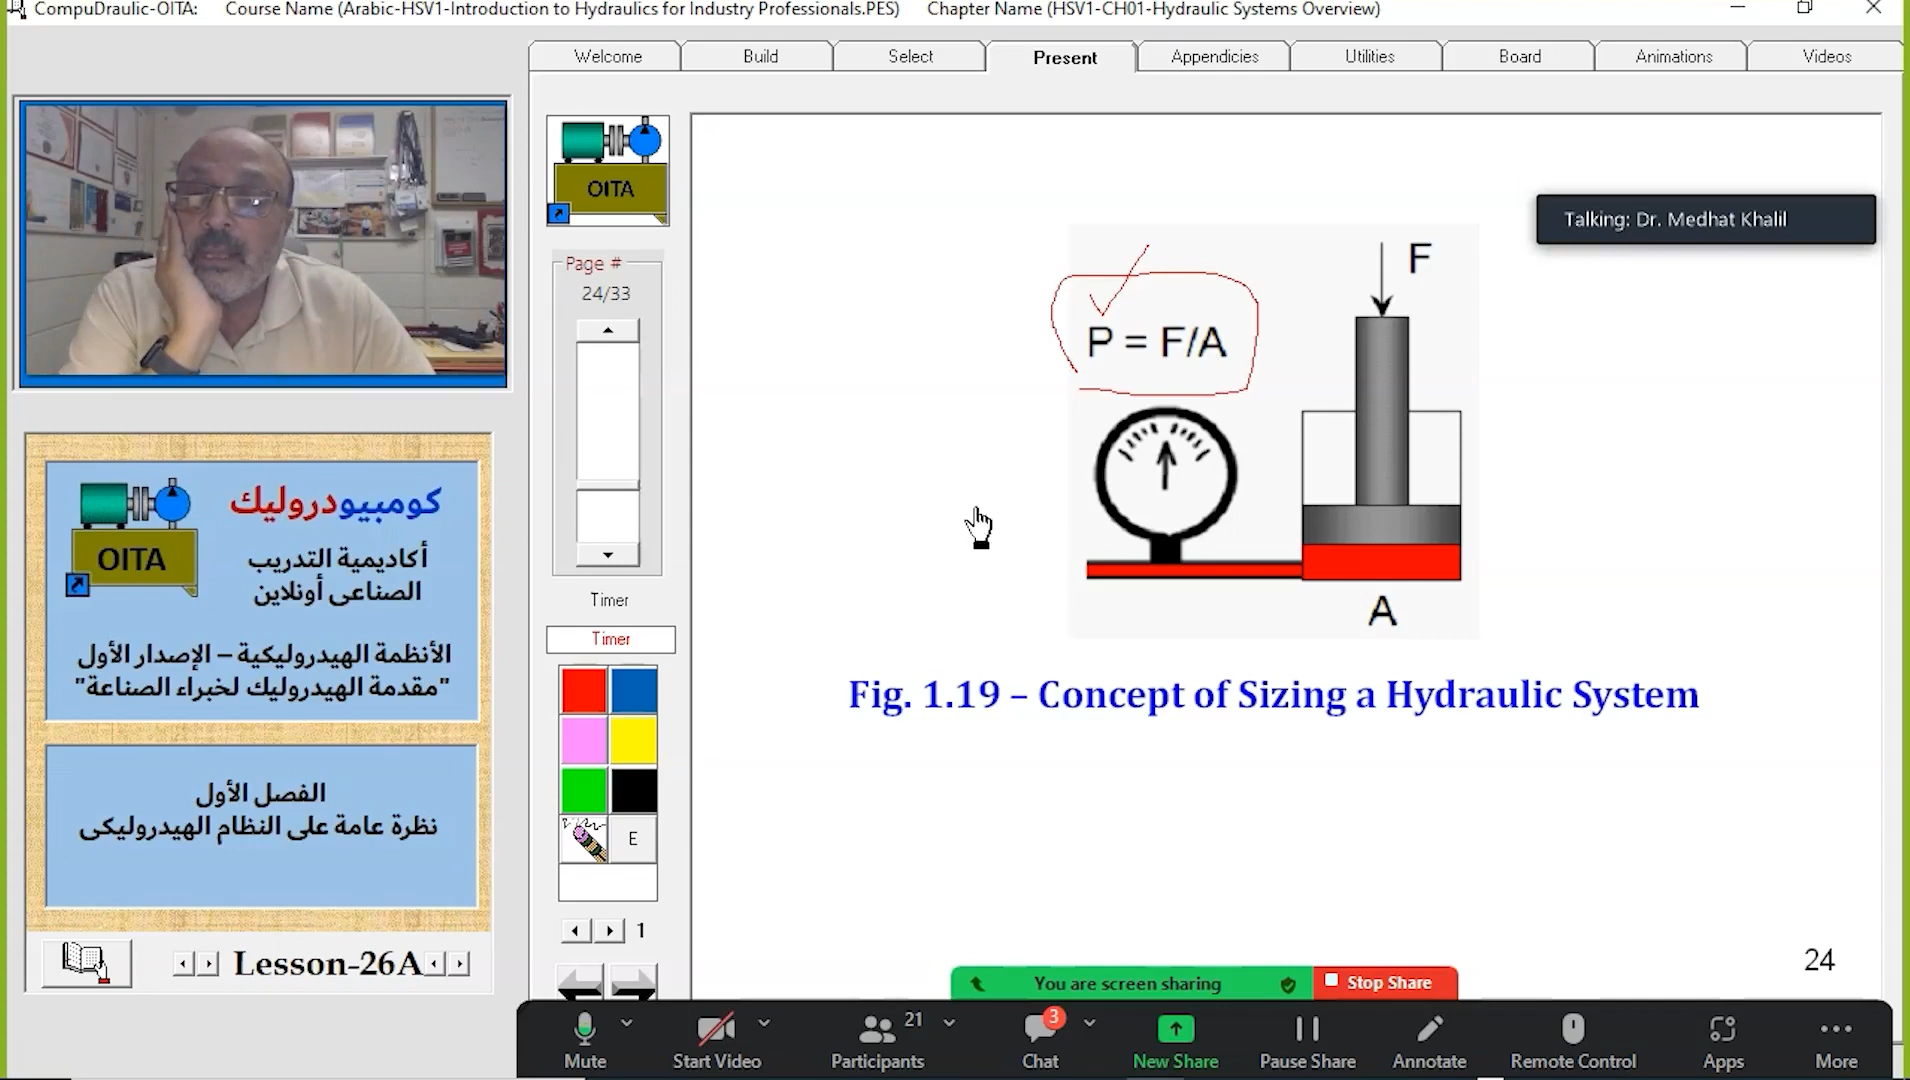 CompuDraulic-OITA: Course Name (Arabic-HSV1-Introduction to Hydraulics for Industry Professionals.PES) Chapter Name (HSV1-CH01-Hydraulic Systems Overview)
Welcome Build Select Present Appendicies Utilities Board Animations Videos
OITA
Page #
24/33
Timer
Timer
E
1
Talking: Dr. Medhat Khalil
F
P = F/A
A
Fig. 1.19 – Concept of Sizing a Hydraulic System
24
OITA
كومبيودروليك
أكاديمية التدريب
الصناعى أونلاين
الأنظمة الهيدروليكية – الإصدار الأول
"مقدمة الهيدروليك لخبراء الصناعة"
الفصل الأول
نظرة عامة على النظام الهيدروليكى
Lesson-26A
You are screen sharing Stop Share
Mute Start Video Participants 21 Chat 3 New Share Pause Share Annotate Remote Control Apps More